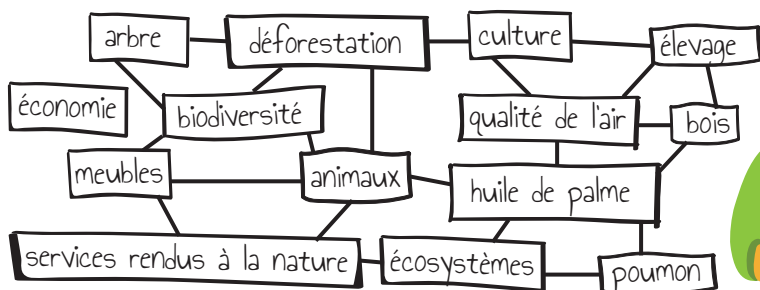 arbre
déforestation
culture
élevage
économie
biodiversité
qualité de l'air
bois
meubles
animaux
huile de palme
services rendus à la nature
écosystèmes
poumon